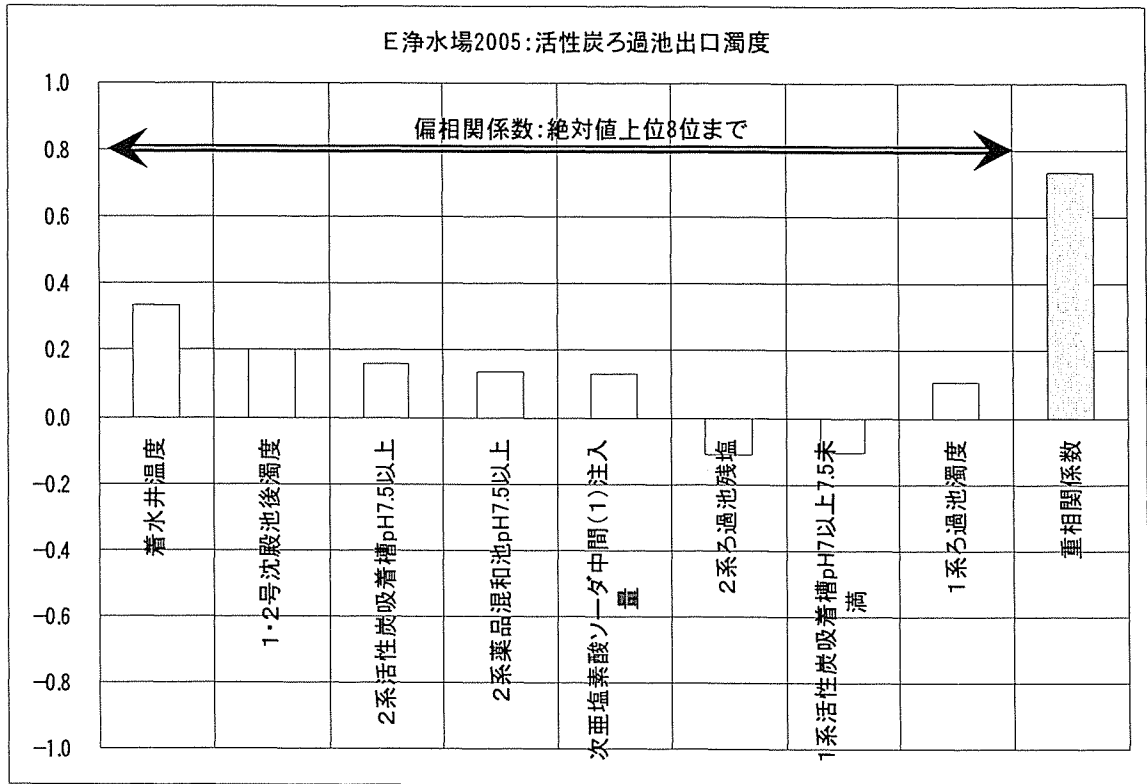 E浄水場2005:活性炭ろ過池出口濁度
偏相関係数:絶対値上位8位まで
1.0
0.8
0.6
0.4
0.2
0.0
−0.2
−0.4
−0.6
−0.8
−1.0
着水井温度
1・2号沈殿池後濁度
2系活性炭吸着槽pH7.5以上
2系薬品混和池pH7.5以上
次亜塩素酸ソーダ中間(1)注入
量
2系ろ過池残塩
1系活性炭吸着槽pH7以上7.5未
満
1系ろ過池濁度
重相関係数